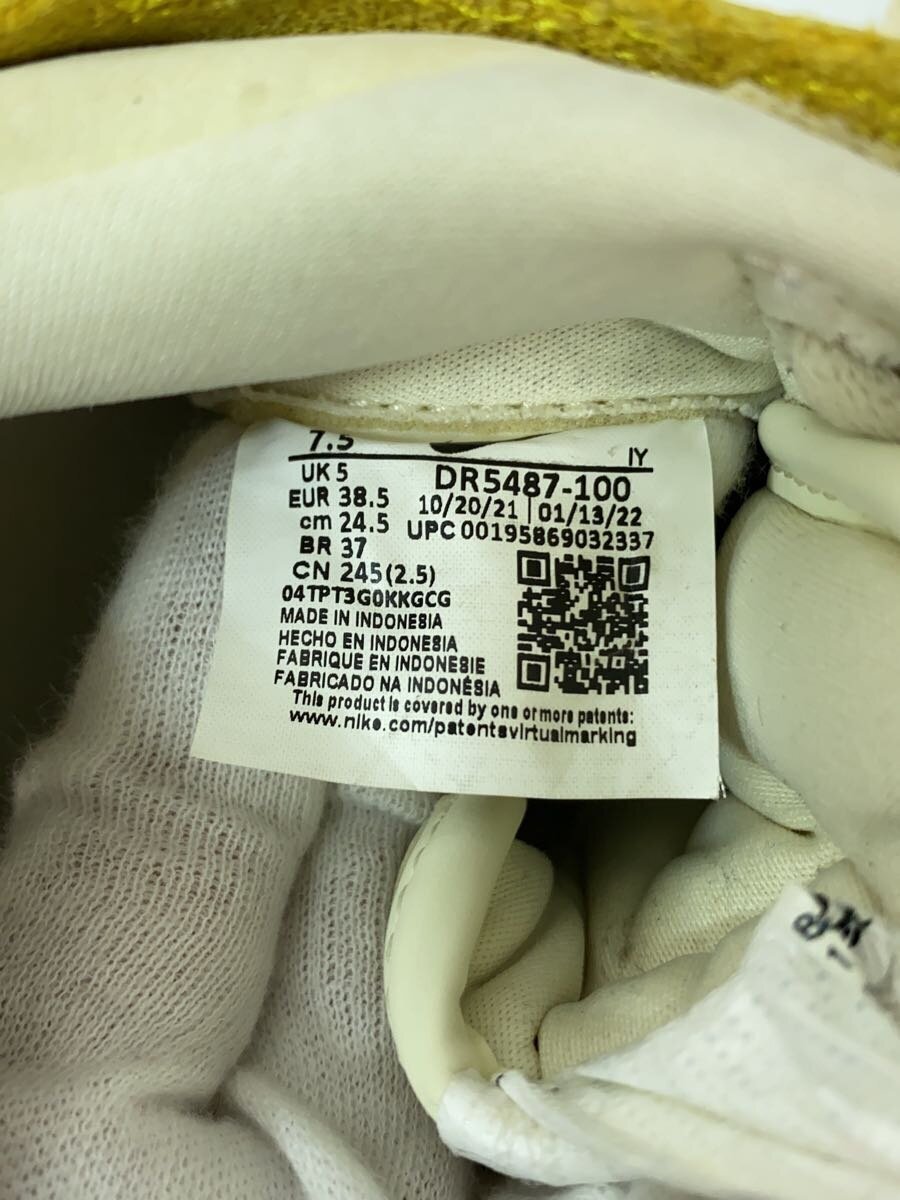 7.5
IY
UK 5
DR5487-100
EUR 38.5
10/20/21 | 01/13/22
cm 24.5
UPC 00195869032337
BR 37
CN 245(2.5)
04TPT3G0KKGCG
MADE IN INDONESIA
HECHO EN INDONESIA
FABRIQUE EN INDONESIE
FABRICADO NA INDONÉSIA
This product is covered by one or more patents:
www.nike.com/patentsvirtualmarking